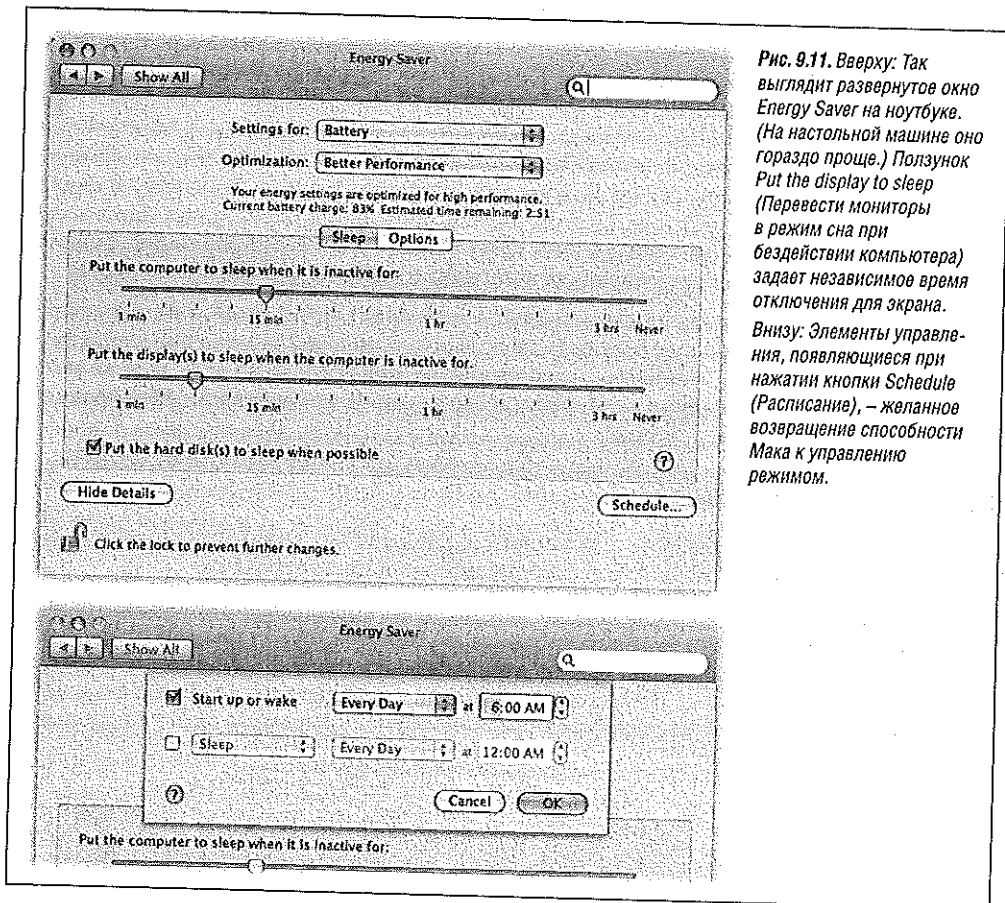 Energy Saver
Show All
Settings for: Battery
Optimization: Better Performance
Your energy settings are optimized for high performance.
Current battery charge: 83% Estimated time remaining: 2:51
Sleep Options
Put the computer to sleep when it is inactive for:
1 min 15 min 1 hr 3 hrs Never
Put the display(s) to sleep when the computer is inactive for:
1 min 15 min 1 hr 3 hrs Never
Put the hard disk(s) to sleep when possible
?
Hide Details
Schedule...
Click the lock to prevent further changes.
Energy Saver
Show All
Start up or wake Every Day at 6:00 AM
Sleep Every Day at 12:00 AM
?
Cancel OK
Put the computer to sleep when it is inactive for:
Рис. 9.11. Вверху: Так
выглядит развернутое окно
Energy Saver на ноутбуке.
(На настольной машине оно
гораздо проще.) Ползунок
Put the display to sleep
(Перевести мониторы
в режим сна при
бездействии компьютера)
задает независимое время
отключения для экрана.
Внизу: Элементы управле-
ния, появляющиеся при
нажатии кнопки Schedule
(Расписание), – желанное
возвращение способности
Мака к управлению
режимом.